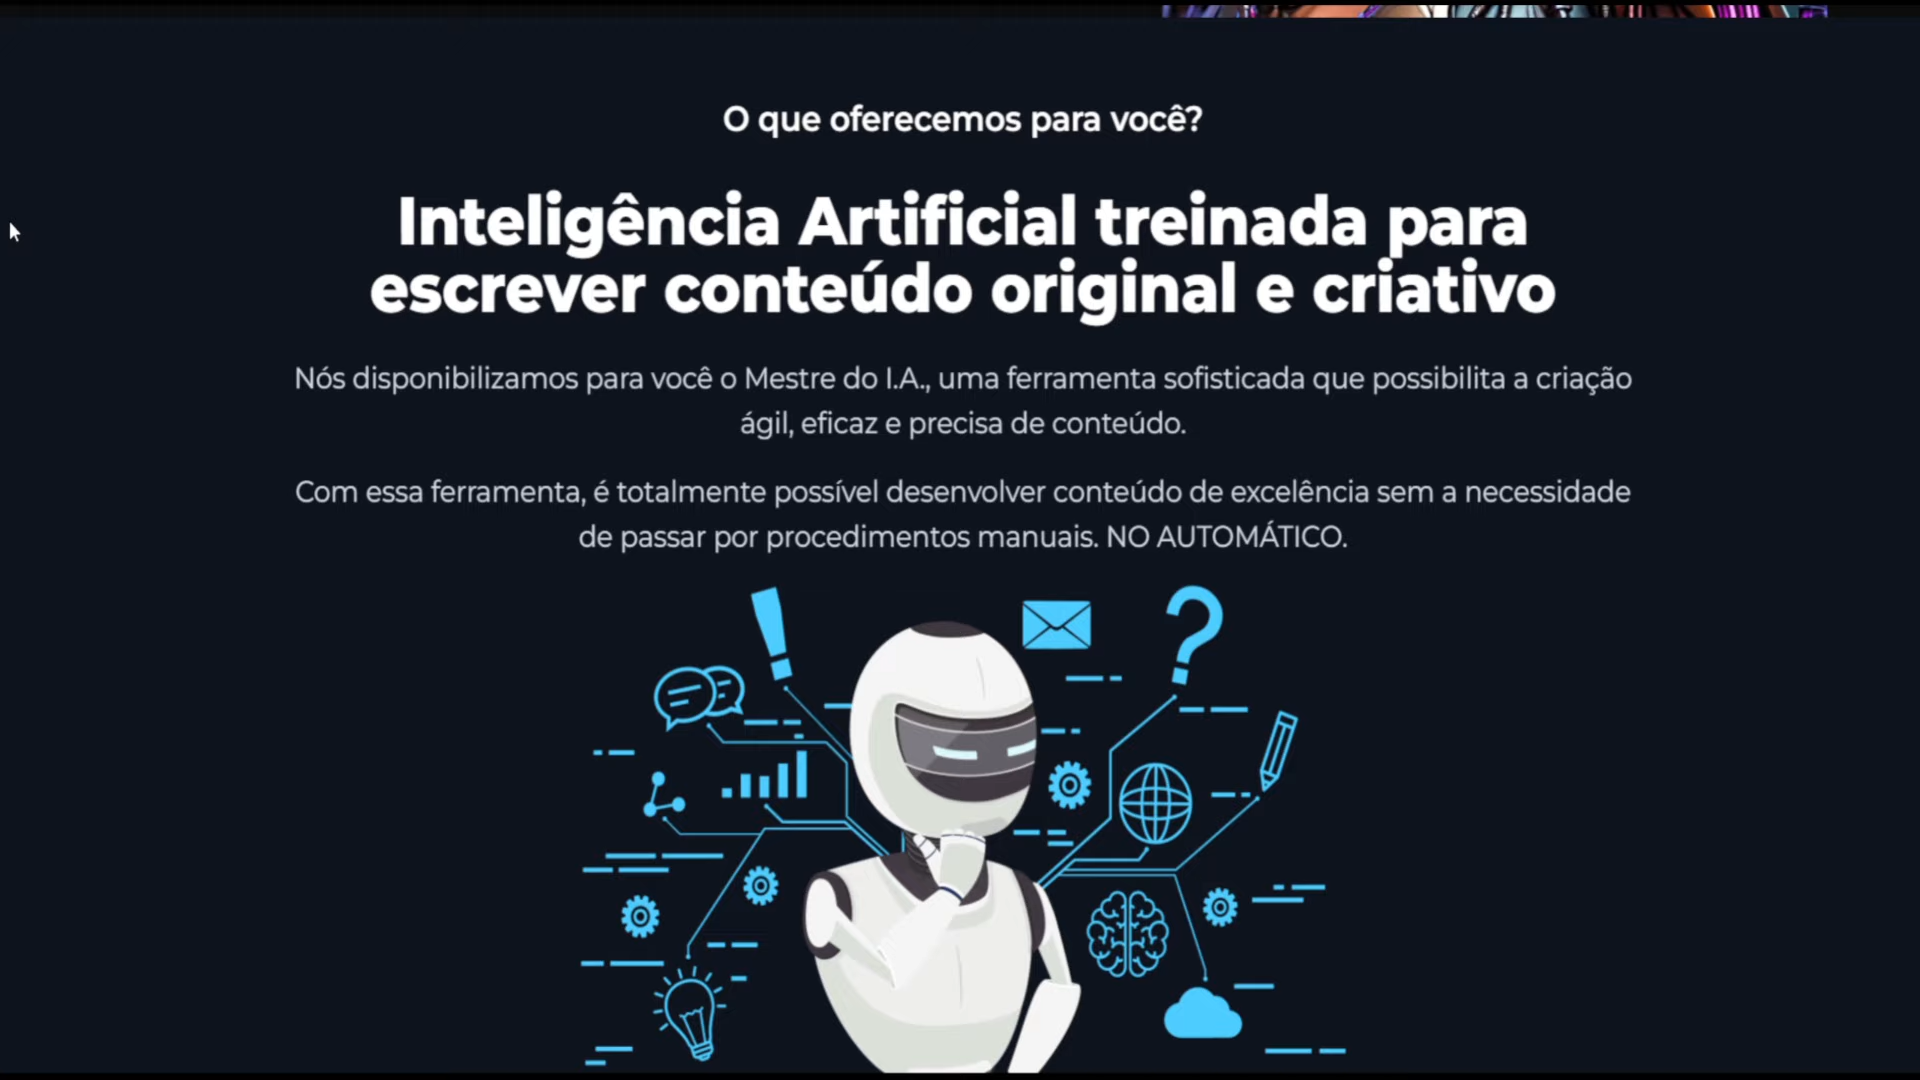 O que oferecemos para você?
Inteligência Artificial treinada para
escrever conteúdo original e criativo
Nós disponibilizamos para você o Mestre do I.A., uma ferramenta sofisticada que possibilita a criação
ágil, eficaz e precisa de conteúdo.
Com essa ferramenta, é totalmente possível desenvolver conteúdo de excelência sem a necessidade
de passar por procedimentos manuais. NO AUTOMÁTICO.